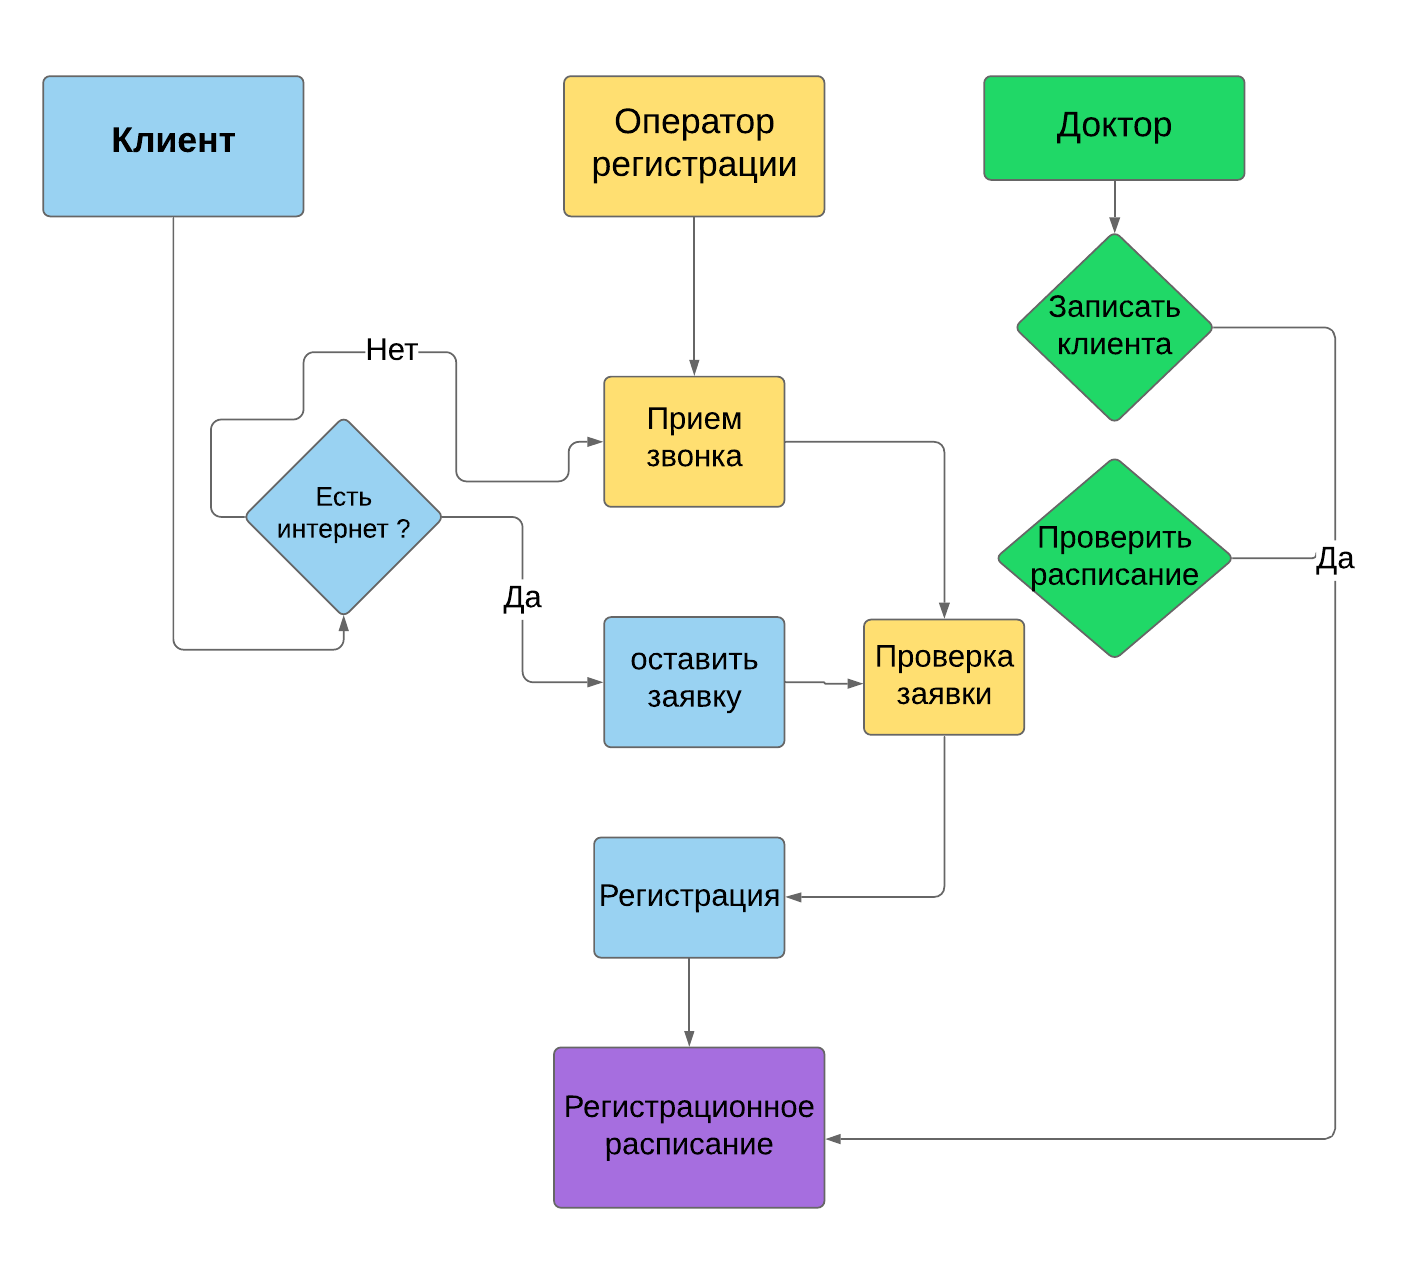 Клиент
Оператор
регистрации
Доктор
Записать
клиента
Нет
Прием
звонка
Есть
интернет ?
Проверить
расписание
Да
Да
оставить
заявку
Проверка
заявки
Регистрация
Регистрационное
расписание